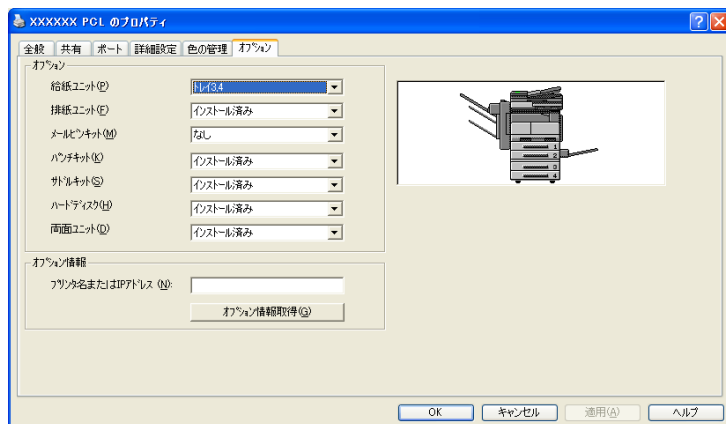 XXXXXX PCL のプロパティ
全般 共有 ポート 詳細設定 色の管理 オプション
オプション
給紙ユニット(P) トレイ3,4
排紙ユニット(F) インストール済み
メールビンキット(M) なし
パンチキット(K) インストール済み
サドルキット(S) インストール済み
ハードディスク(H) インストール済み
両面ユニット(D) インストール済み
1
2
3
4
オプション情報
プリンタ名またはIPアドレス (N):
オプション情報取得(G)
OK キャンセル 適用(A) ヘルプ